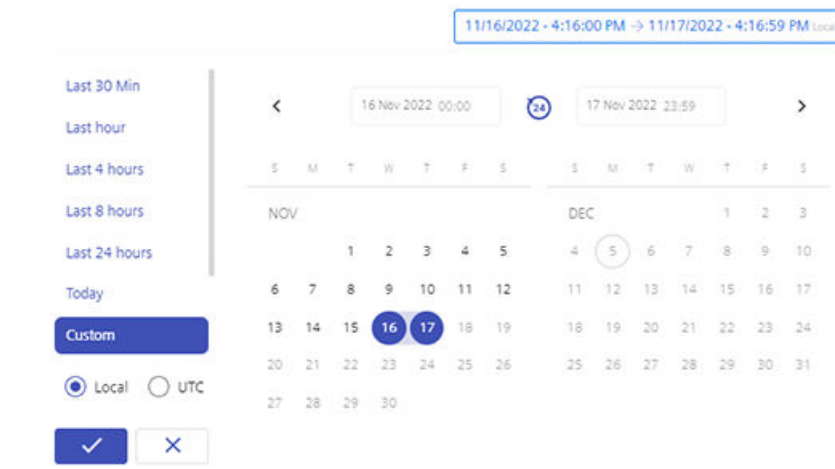 11/16/2022 - 4:16:00 PM → 11/17/2022 - 4:16:59 PM Local
Last 30 Min
Last hour
Last 4 hours
Last 8 hours
Last 24 hours
Today
Custom
Local UTC
16 Nov 2022 00:00
24
17 Nov 2022 23:59
S M T W T F S
NOV
1 2 3 4 5
6 7 8 9 10 11 12
13 14 15 16 17 18 19
20 21 22 23 24 25 26
27 28 29 30
S M T W T F S
DEC 1 2 3
4 5 6 7 8 9 10
11 12 13 14 15 16 17
18 19 20 21 22 23 24
25 26 27 28 29 30 31